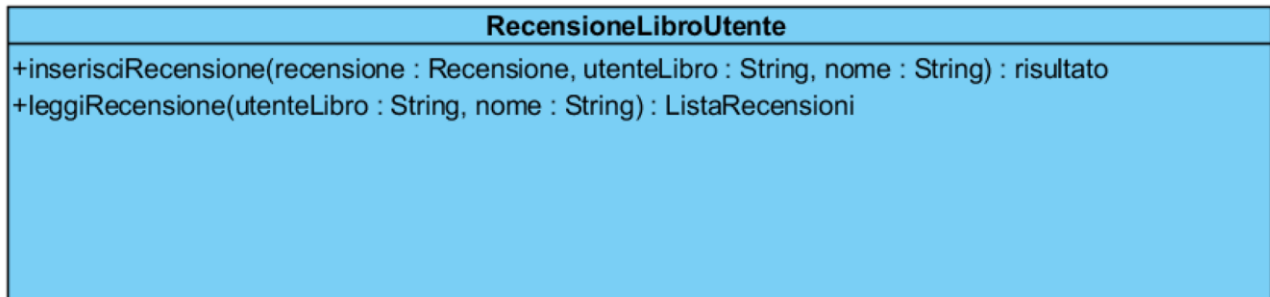 RecensioneLibroUtente
+inserisciRecensione(recensione : Recensione, utenteLibro : String, nome : String) : risultato
+leggiRecensione(utenteLibro : String, nome : String) : ListaRecensioni